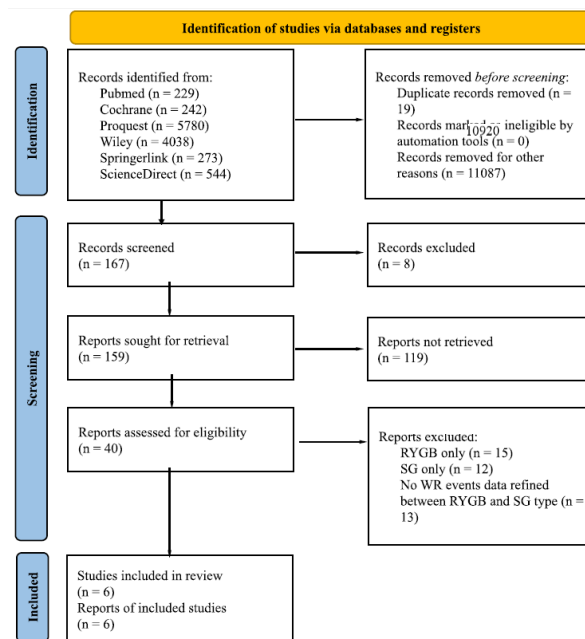 Identification of studies via databases and registers
Identification
Records identified from:
Pubmed (n = 229)
Cochrane (n = 242)
Proquest (n = 5780)
Wiley (n = 4038)
Springerlink (n = 273)
ScienceDirect (n = 544)
Records removed before screening:
Duplicate records removed (n =
19)
Records ineligible by
10920
automation tools (n = 0)
Records removed for other
reasons (n = 11087)
Screening
Records screened
(n = 167)
Records excluded
(n = 8)
Reports sought for retrieval
(n = 159)
Reports not retrieved
(n = 119)
Reports assessed for eligibility
(n = 40)
Reports excluded:
RYGB only (n = 15)
SG only (n = 12)
No WR events data refined
between RYGB and SG type (n =
13)
Included
Studies included in review
(n = 6)
Reports of included studies
(n = 6)